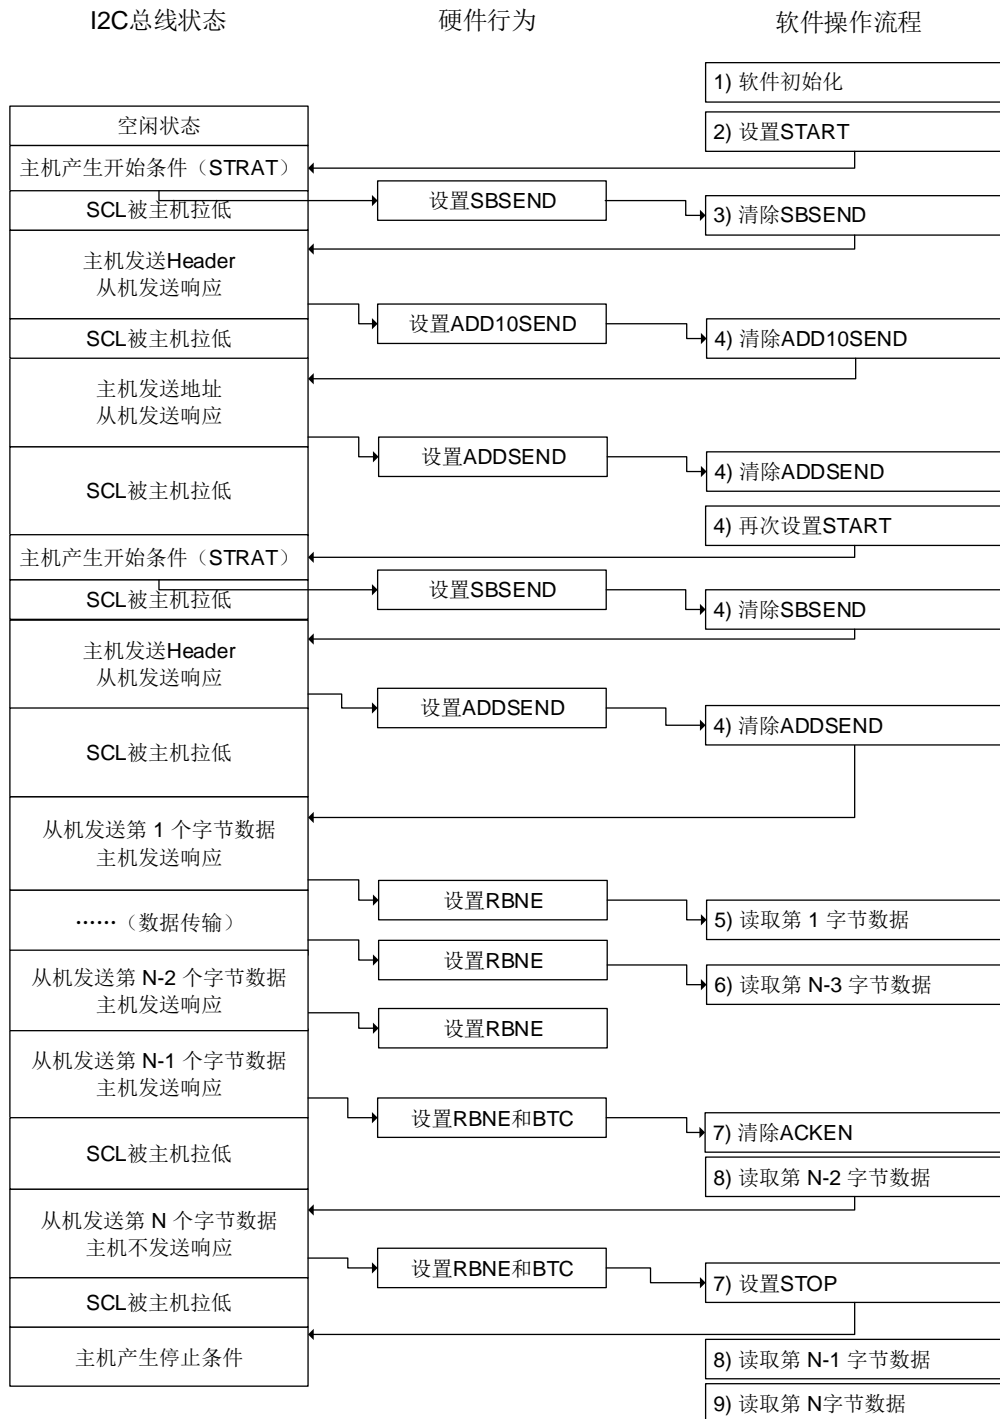 I2C总线状态
硬件行为
软件操作流程
1) 软件初始化
空闲状态
2) 设置START
主机产生开始条件（STRAT）
SCL被主机拉低
设置SBSEND
3) 清除SBSEND
主机发送Header
从机发送响应
设置ADD10SEND
SCL被主机拉低
4) 清除ADD10SEND
主机发送地址
从机发送响应
设置ADDSEND
4) 清除ADDSEND
SCL被主机拉低
4) 再次设置START
主机产生开始条件（STRAT）
SCL被主机拉低
设置SBSEND
4) 清除SBSEND
主机发送Header
从机发送响应
设置ADDSEND
4) 清除ADDSEND
SCL被主机拉低
从机发送第 1 个字节数据
主机发送响应
设置RBNE
……（数据传输）
5) 读取第 1 字节数据
设置RBNE
从机发送第 N-2 个字节数据
主机发送响应
6) 读取第 N-3 字节数据
设置RBNE
从机发送第 N-1 个字节数据
主机发送响应
设置RBNE和BTC
7) 清除ACKEN
SCL被主机拉低
8) 读取第 N-2 字节数据
从机发送第 N 个字节数据
主机不发送响应
设置RBNE和BTC
7) 设置STOP
SCL被主机拉低
主机产生停止条件
8) 读取第 N-1 字节数据
9) 读取第 N字节数据